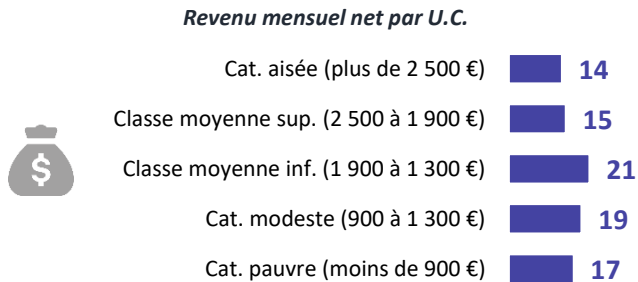 Revenu mensuel net par U.C.
Cat. aisée (plus de 2 500 €) 14
Classe moyenne sup. (2 500 à 1 900 €) 15
Classe moyenne inf. (1 900 à 1 300 €) 21
$
Cat. modeste (900 à 1 300 €) 19
Cat. pauvre (moins de 900 €) 17